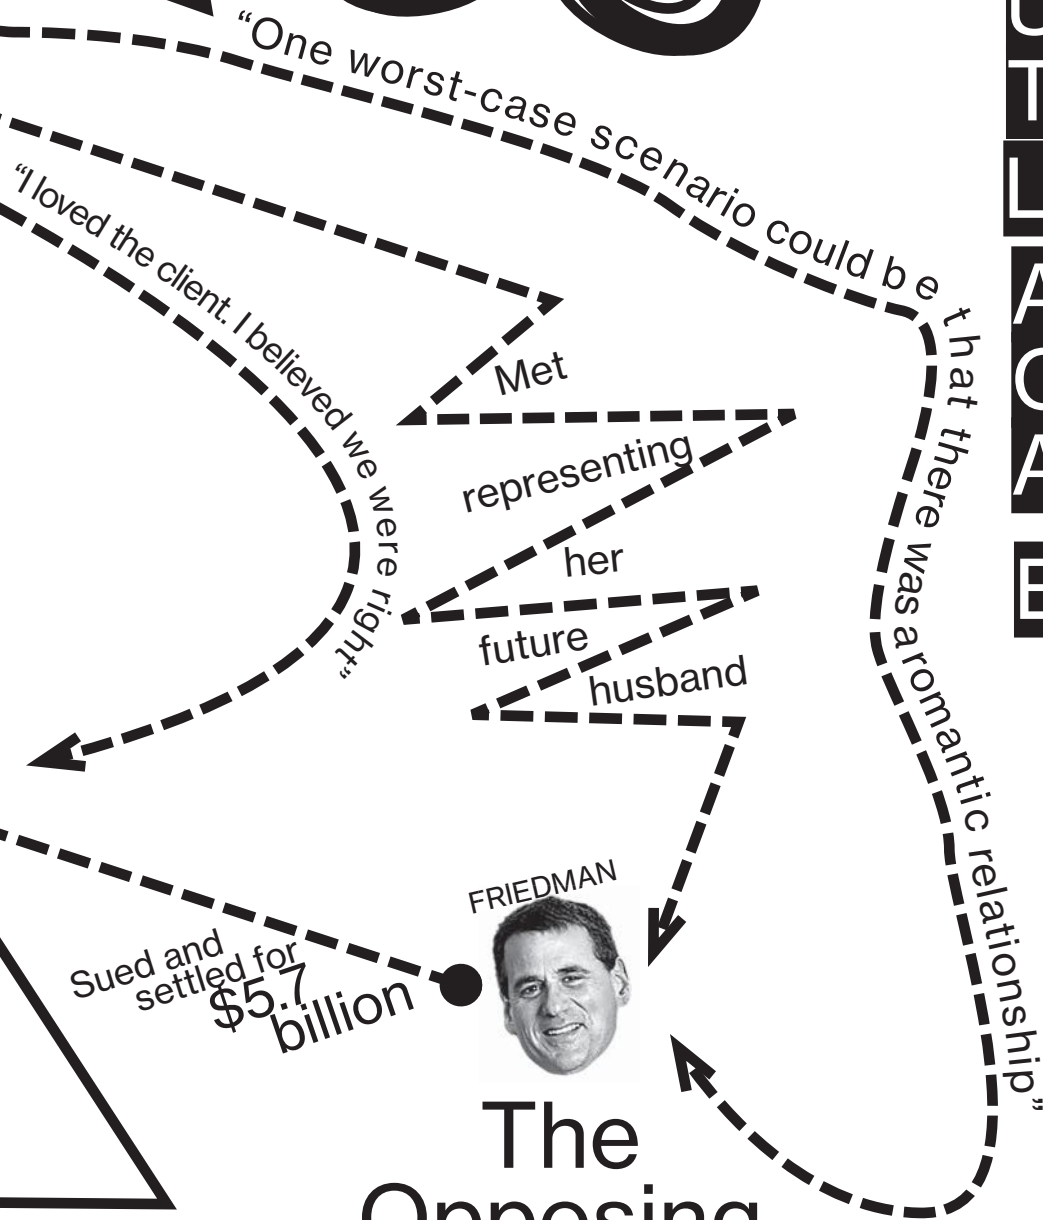 “One worst-case scenario could be that there was a romantic relationship”
“I loved the client. I believed we were right”
Met
representing
her
future
husband
FRIEDMAN
Sued and
settled for
$5.7
billion
The
Opposing